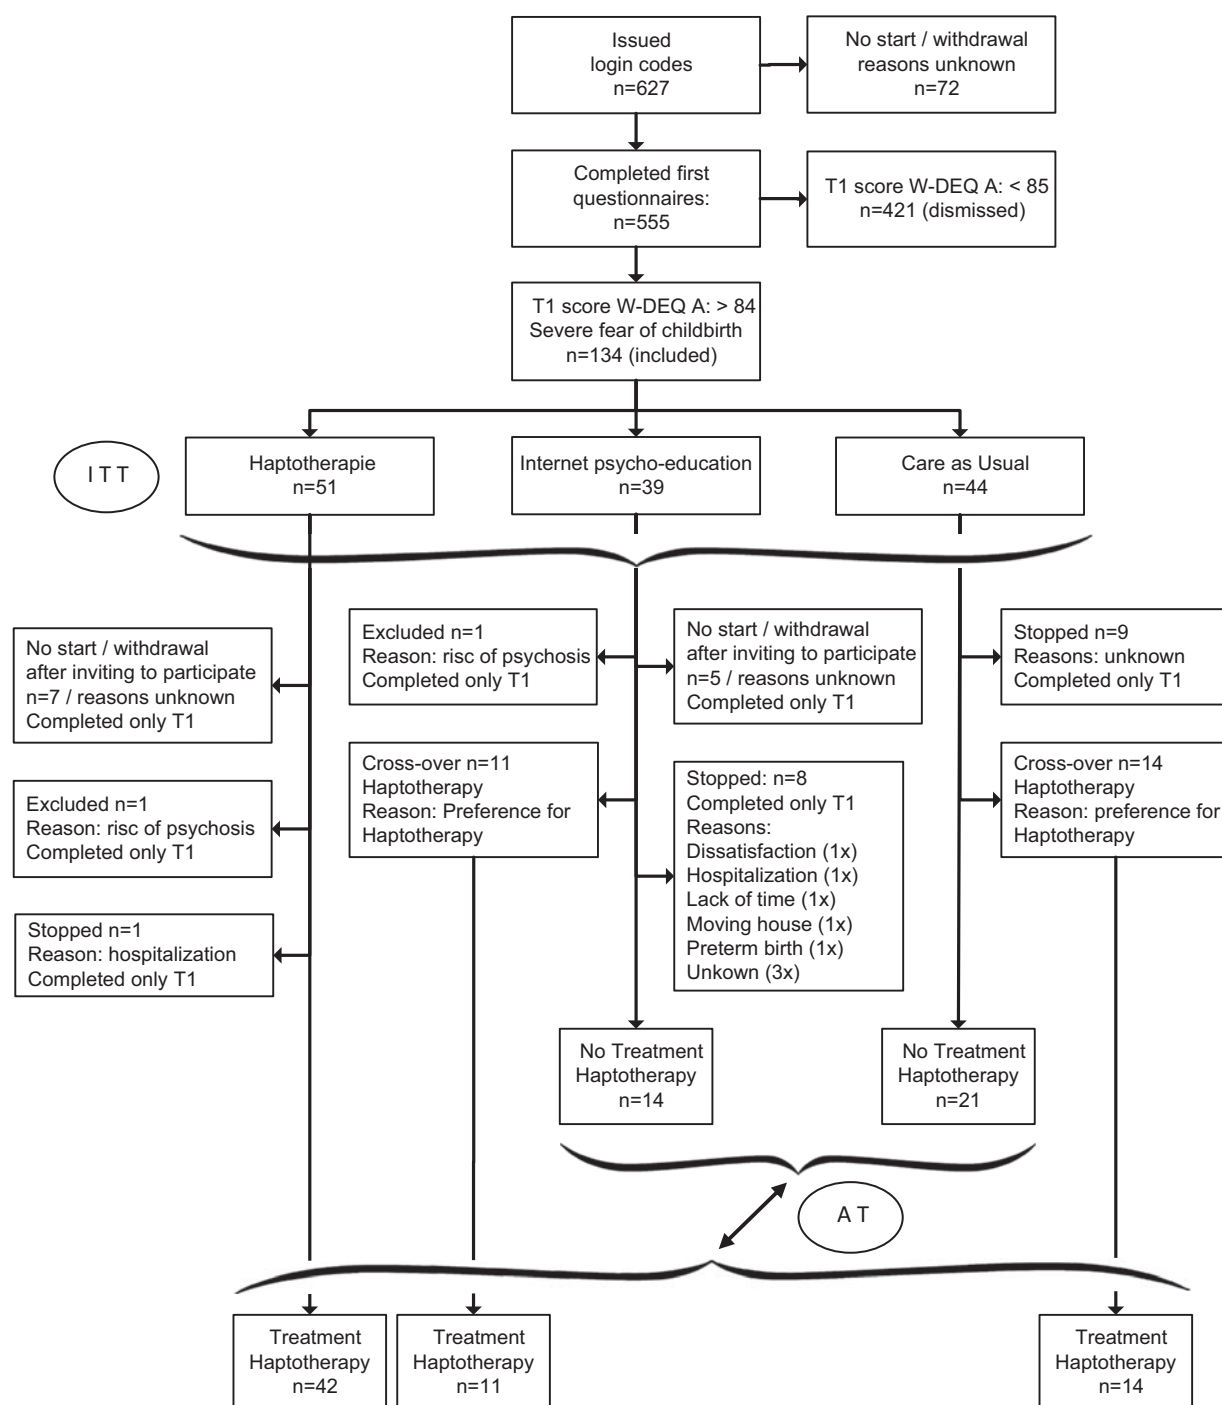 Issued
login codes
n=627
No start / withdrawal
reasons unknown
n=72
Completed first
questionnaires:
n=555
T1 score W-DEQ A: < 85
n=421 (dismissed)
T1 score W-DEQ A: > 84
Severe fear of childbirth
n=134 (included)
I T T
Haptotherapie
n=51
Internet psycho-education
n=39
Care as Usual
n=44
No start / withdrawal
after inviting to participate
n=7 / reasons unknown
Completed only T1
Excluded n=1
Reason: risc of psychosis
Completed only T1
No start / withdrawal
after inviting to participate
n=5 / reasons unknown
Completed only T1
Stopped n=9
Reasons: unknown
Completed only T1
Excluded n=1
Reason: risc of psychosis
Completed only T1
Cross-over n=11
Haptotherapy
Reason: Preference for
Haptotherapy
Stopped: n=8
Completed only T1
Reasons:
Dissatisfaction (1x)
Hospitalization (1x)
Lack of time (1x)
Moving house (1x)
Preterm birth (1x)
Unkown (3x)
Cross-over n=14
Haptotherapy
Reason: preference for
Haptotherapy
Stopped n=1
Reason: hospitalization
Completed only T1
No Treatment
Haptotherapy
n=14
No Treatment
Haptotherapy
n=21
A T
Treatment
Haptotherapy
n=42
Treatment
Haptotherapy
n=11
Treatment
Haptotherapy
n=14